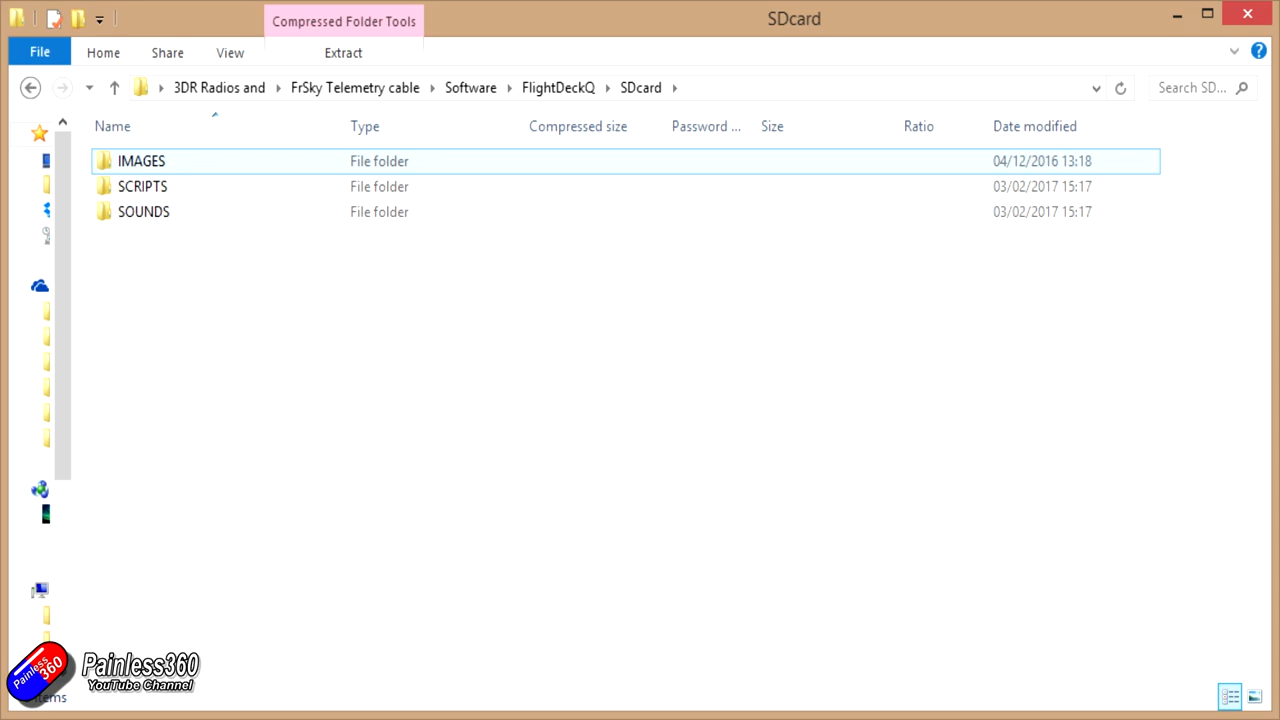 Compressed Folder Tools
SDcard
File
Home
Share
View
Extract
3DR Radios and
FrSky Telemetry cable
Software
FlightDeckQ
SDcard
Search SD...
Name
Type
Compressed size
Password ...
Size
Ratio
Date modified
IMAGES
File folder
04/12/2016 13:18
SCRIPTS
File folder
03/02/2017 15:17
SOUNDS
File folder
03/02/2017 15:17
Painless
360
Painless360
YouTube Channel
items